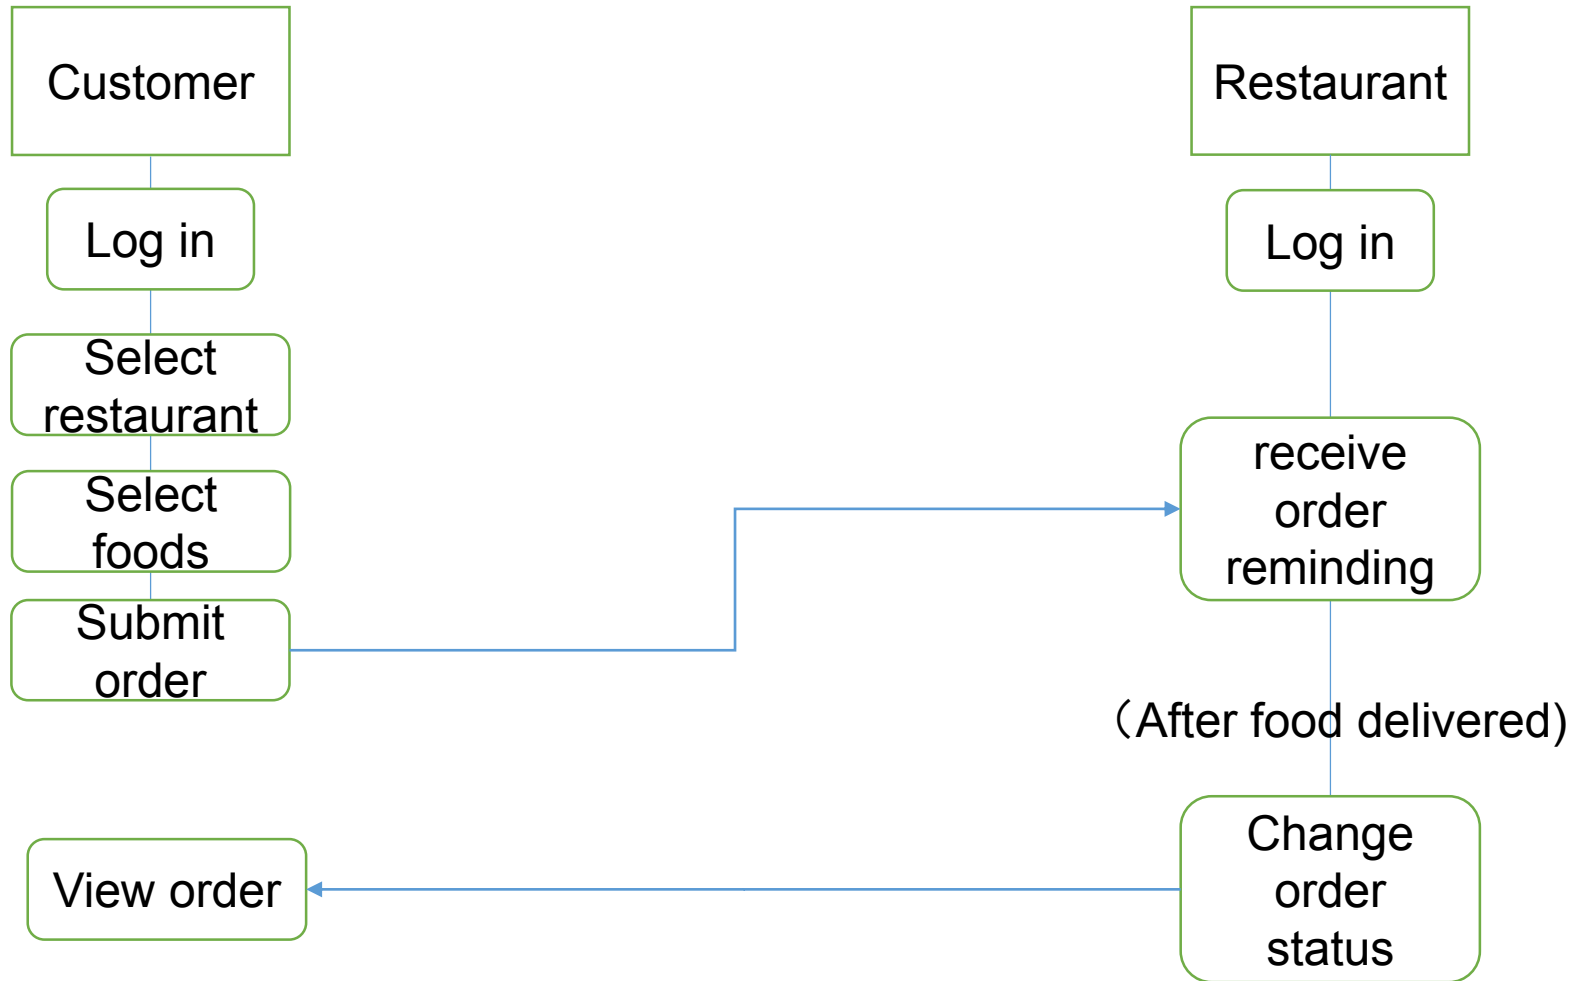 Customer
Log in
Select
restaurant
Select
foods
Submit
order
View order
Restaurant
Log in
receive
order
reminding
（After food delivered)
Change
order
status